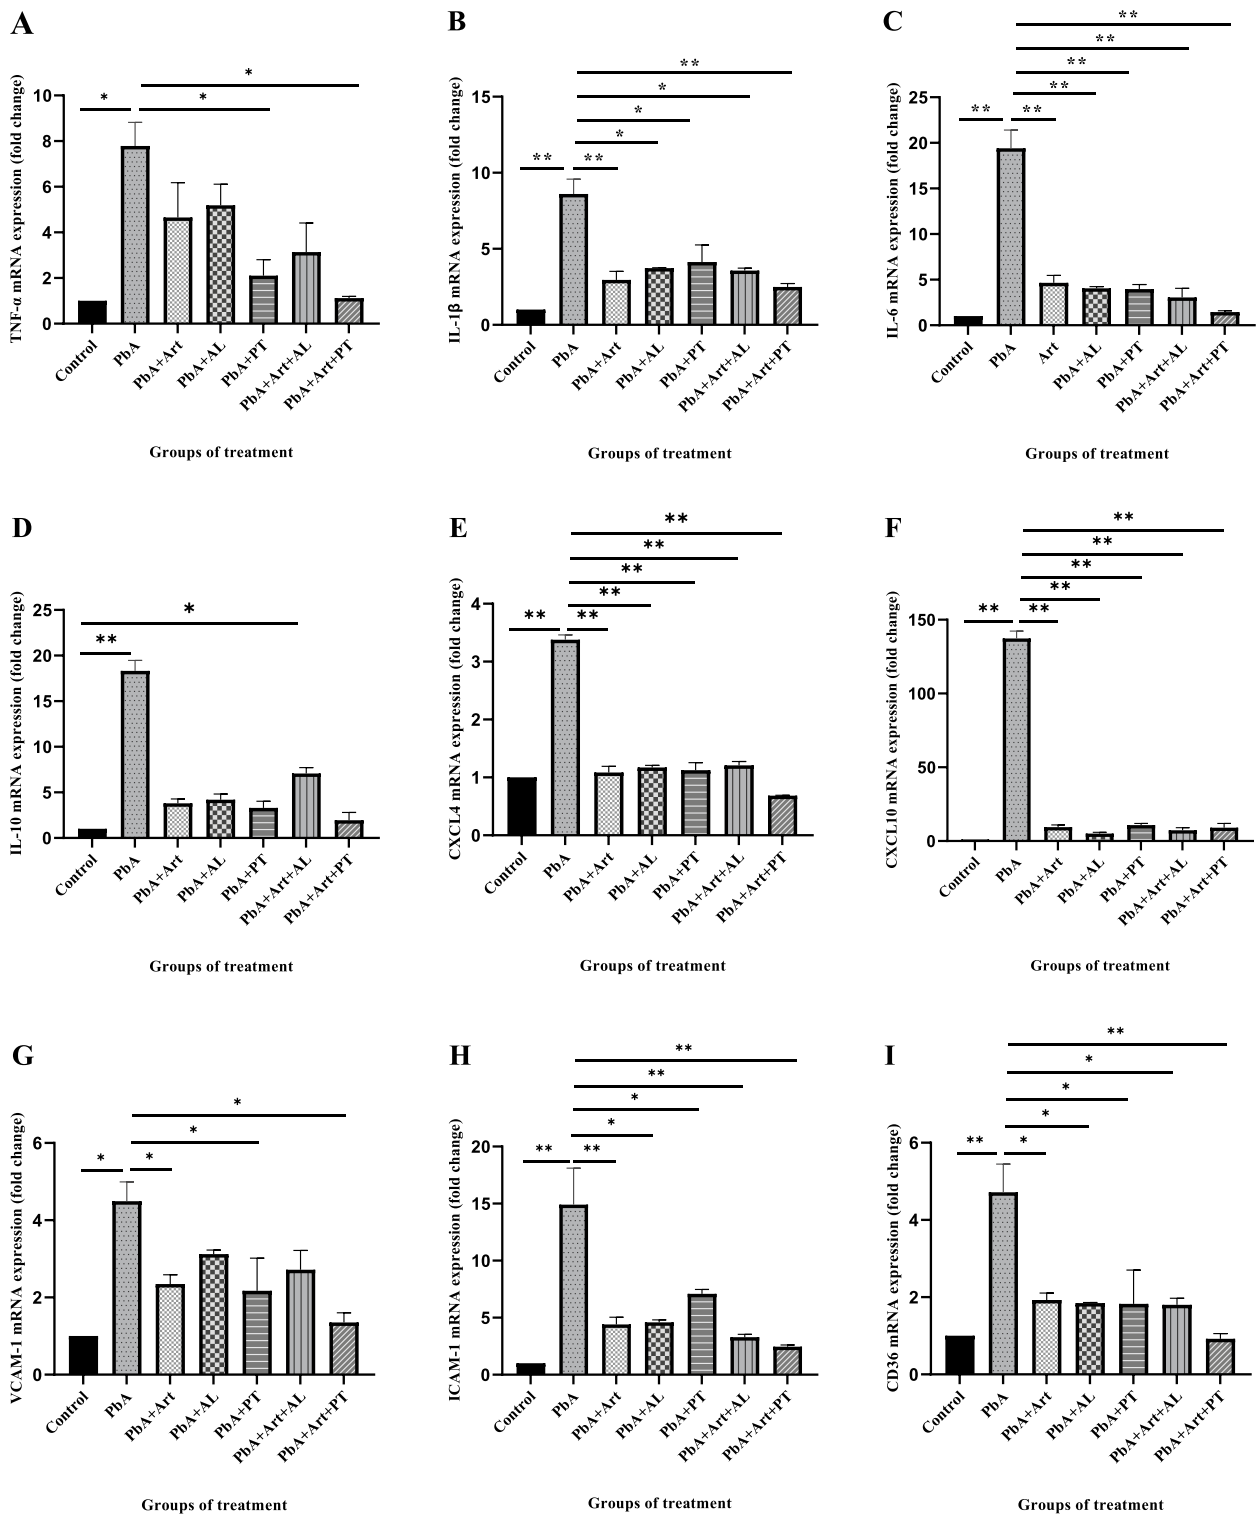 A
TNF-α mRNA expression (fold change)
10
8
6
4
2
0
*
*
*
Control
PbA
PbA+Art
PbA+AL
PbA+PT
PbA+Art+AL
PbA+Art+PT
Groups of treatment
B
IL-1β mRNA expression (fold change)
15
10
5
0
**
*
*
*
**
**
Control
PbA
PbA+Art
PbA+AL
PbA+PT
PbA+Art+AL
PbA+Art+PT
Groups of treatment
C
IL-6 mRNA expression (fold change)
25
20
15
10
5
0
**
**
**
**
**
**
Control
PbA
Art
PbA+AL
PbA+PT
PbA+Art+AL
PbA+Art+PT
Groups of treatment
D
IL-10 mRNA expression (fold change)
25
20
15
10
5
0
*
**
Control
PbA
PbA+Art
PbA+AL
PbA+PT
PbA+Art+AL
PbA+Art+PT
Groups of treatment
E
CXCL4 mRNA expression (fold change)
4
3
2
1
0
**
**
**
**
**
**
Control
PbA
PbA+Art
PbA+AL
PbA+PT
PbA+Art+AL
PbA+Art+PT
Groups of treatment
F
CXCL10 mRNA expression (fold change)
150
100
50
0
**
**
**
**
**
**
Control
PbA
PbA+Art
PbA+AL
PbA+PT
PbA+Art+AL
PbA+Art+PT
Groups of treatment
G
VCAM-1 mRNA expression (fold change)
6
4
2
0
*
*
*
*
Control
PbA
PbA+Art
PbA+AL
PbA+PT
PbA+Art+AL
PbA+Art+PT
Groups of treatment
H
ICAM-1 mRNA expression (fold change)
20
15
10
5
0
**
**
*
*
**
**
Control
PbA
PbA+Art
PbA+AL
PbA+PT
PbA+Art+AL
PbA+Art+PT
Groups of treatment
I
CD36 mRNA expression (fold change)
6
4
2
0
**
*
*
*
**
*
Control
PbA
PbA+Art
PbA+AL
PbA+PT
PbA+Art+AL
PbA+Art+PT
Groups of treatment